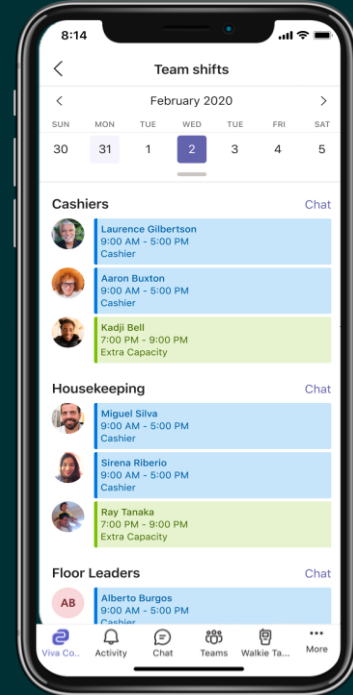 8:14
Team shifts
February 2020
SUN MON TUE WED TUE FRI SAT
30 31 1 2 3 4 5
Cashiers Chat
Laurence Gilbertson
9:00 AM - 5:00 PM
Cashier
Aaron Buxton
9:00 AM - 5:00 PM
Cashier
Kadji Bell
7:00 PM - 9:00 PM
Extra Capacity
Housekeeping Chat
Miguel Silva
9:00 AM - 5:00 PM
Cashier
Sirena Riberio
9:00 AM - 5:00 PM
Cashier
Ray Tanaka
7:00 PM - 9:00 PM
Extra Capacity
Floor Leaders Chat
AB
Alberto Burgos
9:00 AM - 5:00 PM
Cashier
Viva Co.. Activity Chat Teams Walkie Ta... More